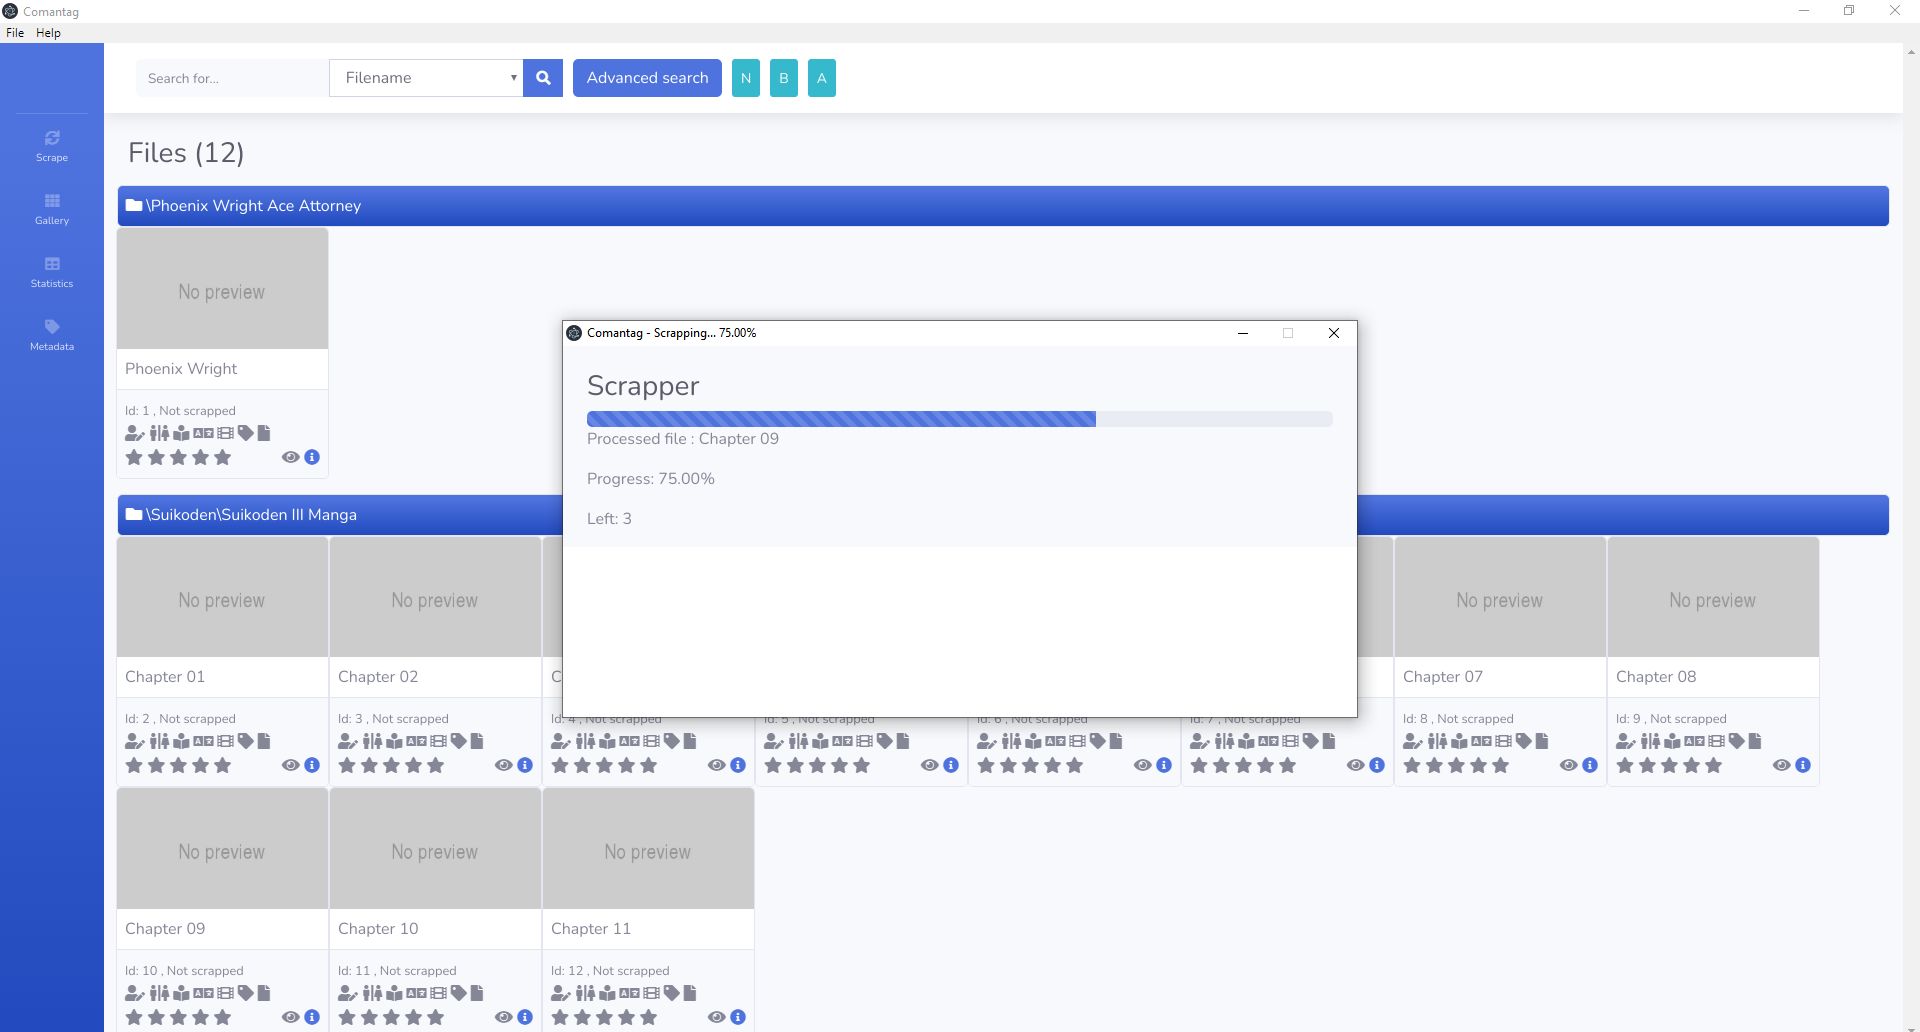 Comantag
File Help
Search for...
Filename
Advanced search
N
B
A
Scrape
Gallery
Statistics
Metadata
Files (12)
\Phoenix Wright Ace Attorney
No preview
Phoenix Wright
Id: 1 , Not scrapped
Comantag - Scrapping... 75.00%
Scrapper
Processed file : Chapter 09
Progress: 75.00%
Left: 3
\Suikoden\Suikoden III Manga
No preview
No preview
No preview
No preview
Chapter 01
Chapter 02
C
Chapter 07
Chapter 08
Id: 2 , Not scrapped
Id: 3 , Not scrapped
Id: 4 , Not scrapped
Id: 5 , Not scrapped
Id: 6 , Not scrapped
Id: 7 , Not scrapped
Id: 8 , Not scrapped
Id: 9 , Not scrapped
No preview
No preview
No preview
Chapter 09
Chapter 10
Chapter 11
Id: 10 , Not scrapped
Id: 11 , Not scrapped
Id: 12 , Not scrapped